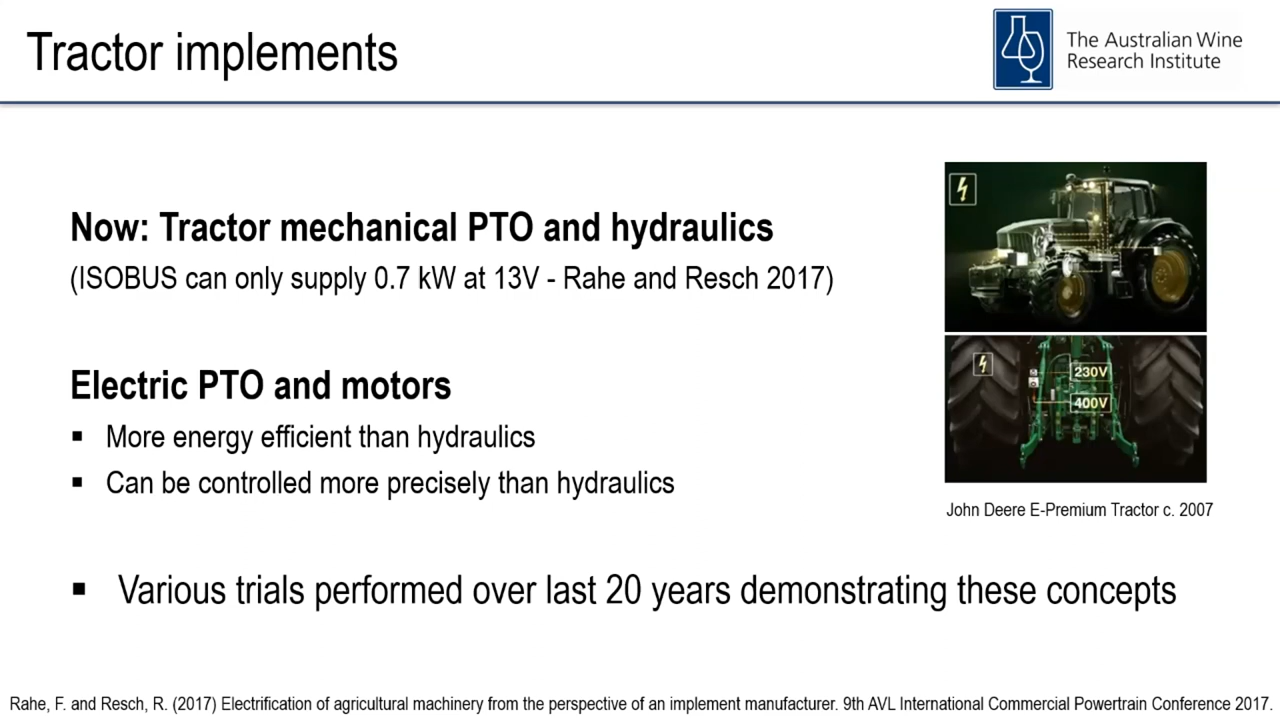 Tractor implements
The Australian Wine
Research Institute
Now: Tractor mechanical PTO and hydraulics
(ISOBUS can only supply 0.7 kW at 13V - Rahe and Resch 2017)
Electric PTO and motors
▪ More energy efficient than hydraulics
▪ Can be controlled more precisely than hydraulics
230V
400V
John Deere E-Premium Tractor c. 2007
▪ Various trials performed over last 20 years demonstrating these concepts
Rahe, F. and Resch, R. (2017) Electrification of agricultural machinery from the perspective of an implement manufacturer. 9th AVL International Commercial Powertrain Conference 2017.